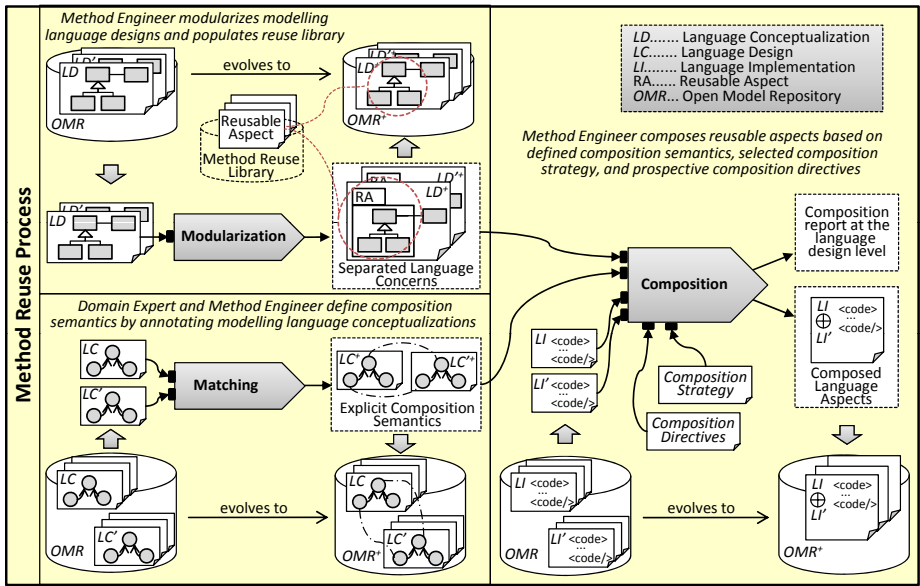 Method Reuse Process
Method Engineer modularizes modelling
language designs and populates reuse library
LD'
LD
OMR
evolves to
LD'⁺
LD⁺
OMR⁺
Reusable
Aspect
Method Reuse
Library
LD'
LD
Modularization
LD'⁺
RA
LD⁺
RA
Separated Language
Concerns
Domain Expert and Method Engineer define composition
semantics by annotating modelling language conceptualizations
LC
LC'
Matching
LC⁺
LC'⁺
Explicit Composition
Semantics
LC
LC'
OMR
evolves to
LC
LC'
OMR⁺
LD....... Language Conceptualization
LC....... Language Design
LI........ Language Implementation
RA...... Reusable Aspect
OMR... Open Model Repository
Method Engineer composes reusable aspects based on
defined composition semantics, selected composition
strategy, and prospective composition directives
Composition
Composition
report at the
language
design level
LI <code>
...
<code/>
LI' <code>
...
<code/>
Composition
Strategy
Composition
Directives
LI <code>
⊕ ...
LI' <code/>
Composed
Language
Aspects
LI <code>
...
<code/>
LI' <code>
...
<code/>
OMR
evolves to
LI <code>
⊕ ...
LI' <code/>
OMR⁺